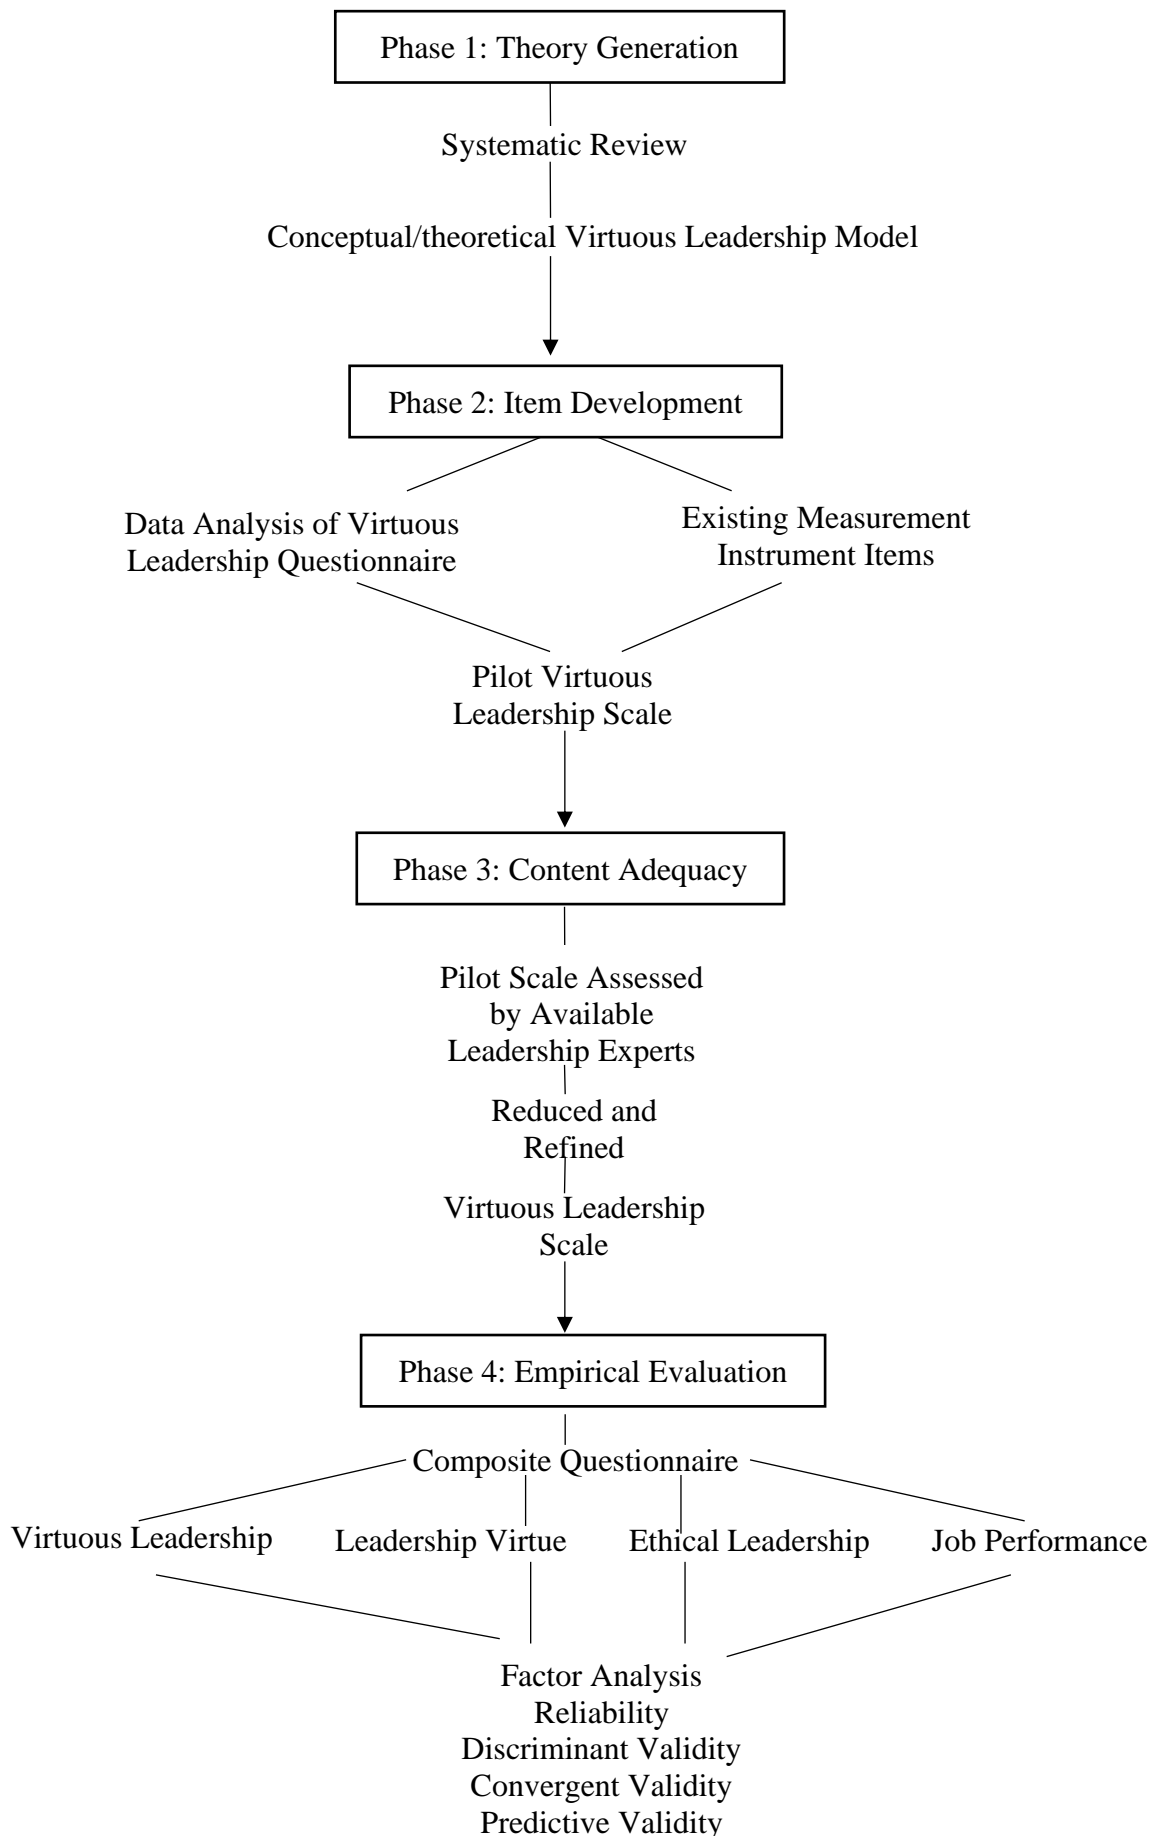 Phase 1: Theory Generation
Systematic Review
Conceptual/theoretical Virtuous Leadership Model
Phase 2: Item Development
Data Analysis of Virtuous
Leadership Questionnaire
Existing Measurement
Instrument Items
Pilot Virtuous
Leadership Scale
Phase 3: Content Adequacy
Pilot Scale Assessed
by Available
Leadership Experts
Reduced and
Refined
Virtuous Leadership
Scale
Phase 4: Empirical Evaluation
Composite Questionnaire
Virtuous Leadership
Leadership Virtue
Ethical Leadership
Job Performance
Factor Analysis
Reliability
Discriminant Validity
Convergent Validity
Predictive Validity